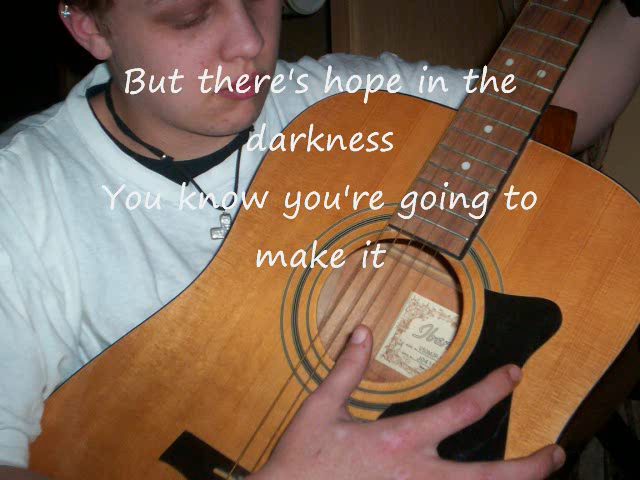 But there's hope in the
darkness
You know you're going to
make it